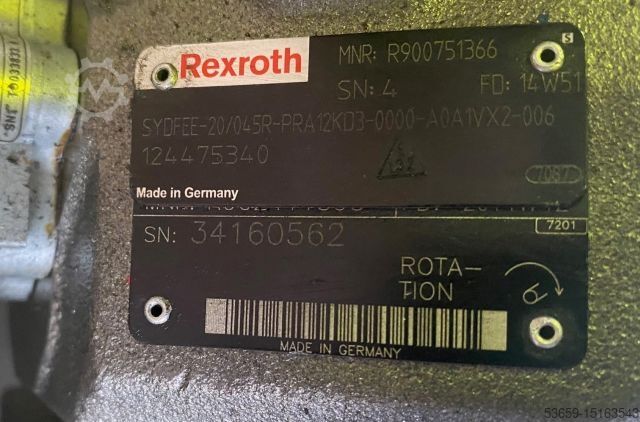 Rexroth
MNR: R900751366
S
SN: 4
FD: 14W51
SYDFEE-20/045R-PRA12KD3-0000-A0A1VX2-006
124475340
7087
Made in Germany
7201
SN: 34160562
ROTA-
TION
MADE IN GERMANY
53659-15163543